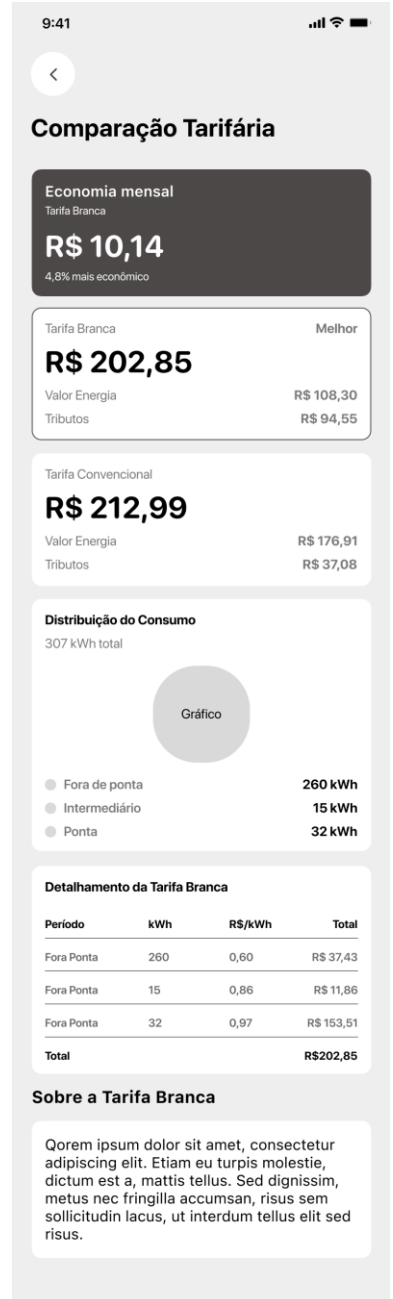 9:41
Comparação Tarifária
Economia mensal
Tarifa Branca
R$ 10,14
4,8% mais econômico
Tarifa Branca Melhor
R$ 202,85
Valor Energia R$ 108,30
Tributos R$ 94,55
Tarifa Convencional
R$ 212,99
Valor Energia R$ 176,91
Tributos R$ 37,08
Distribuição do Consumo
307 kWh total
Gráfico
Fora de ponta 260 kWh
Intermediário 15 kWh
Ponta 32 kWh
Detalhamento da Tarifa Branca
Período kWh R$/kWh Total
Fora Ponta 260 0,60 R$ 37,43
Fora Ponta 15 0,86 R$ 11,86
Fora Ponta 32 0,97 R$ 153,51
Total R$202,85
Sobre a Tarifa Branca
Qorem ipsum dolor sit amet, consectetur
adipiscing elit. Etiam eu turpis molestie,
dictum est a, mattis tellus. Sed dignissim,
metus nec fringilla accumsan, risus sem
sollicitudin lacus, ut interdum tellus elit sed
risus.